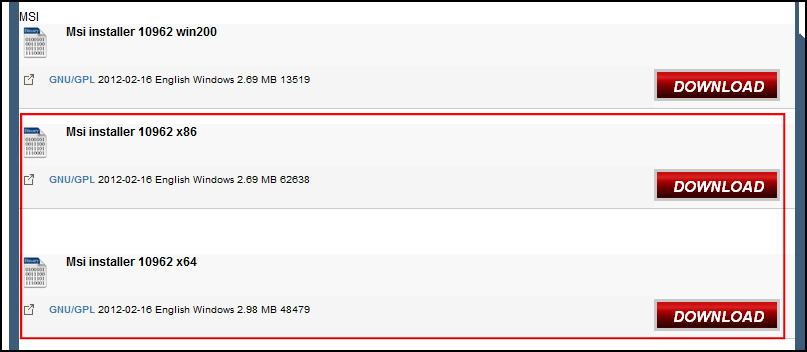 MSI
Msi installer 10962 win200
GNU/GPL 2012-02-16 English Windows 2.69 MB 13519
DOWNLOAD
Msi installer 10962 x86
GNU/GPL 2012-02-16 English Windows 2.69 MB 62638
DOWNLOAD
Msi installer 10962 x64
GNU/GPL 2012-02-16 English Windows 2.98 MB 48479
DOWNLOAD